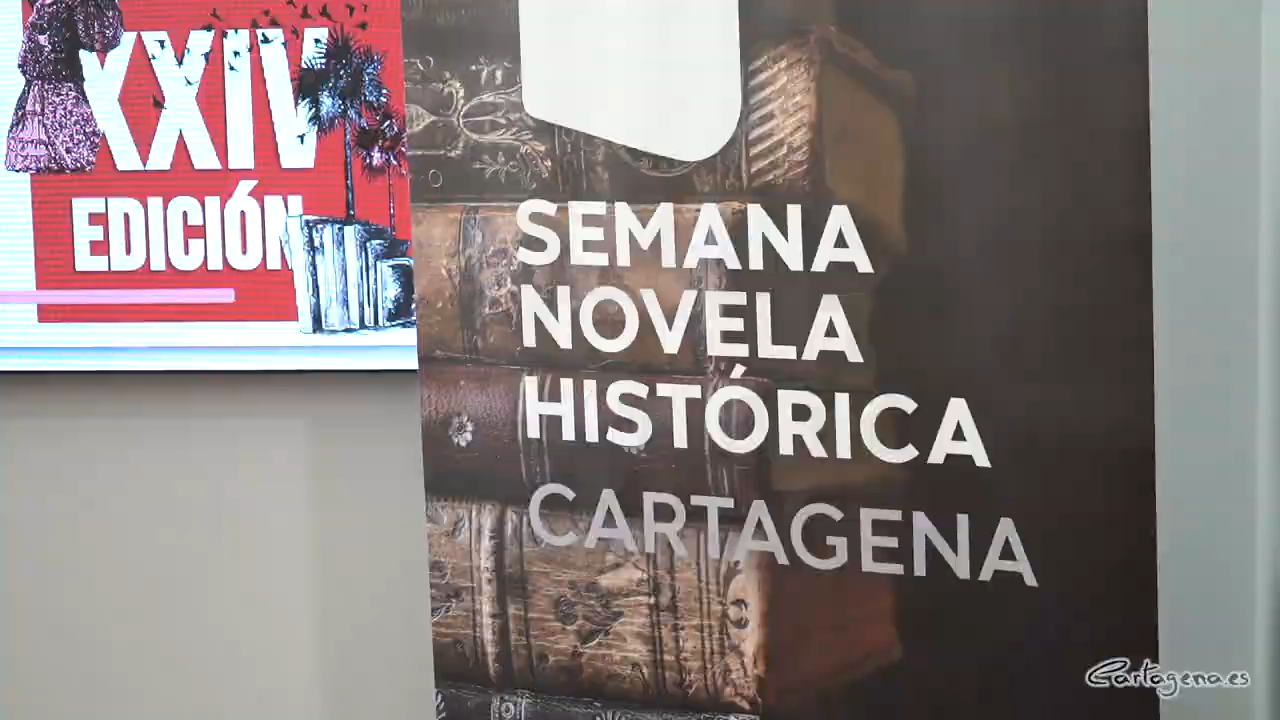 XXIV
EDICIÓN
SEMANA
NOVELA
HISTÓRICA
CARTAGENA
Cartagena.es